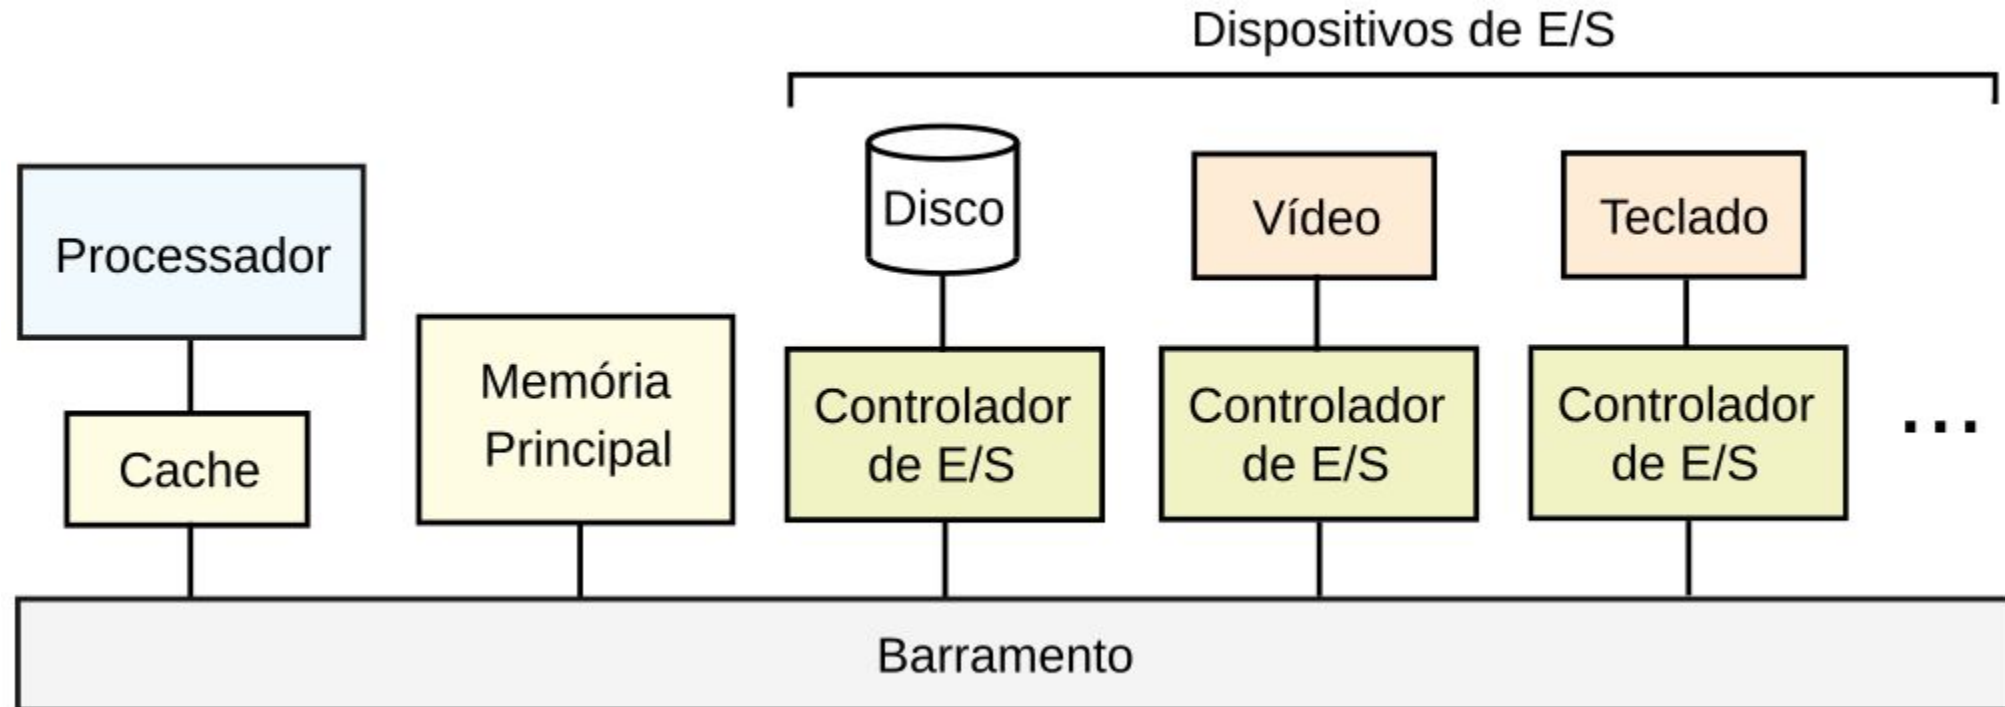 Dispositivos de E/S
Processador
Cache
Memória
Principal
Disco
Controlador
de E/S
Vídeo
Controlador
de E/S
Teclado
Controlador
de E/S
...
Barramento